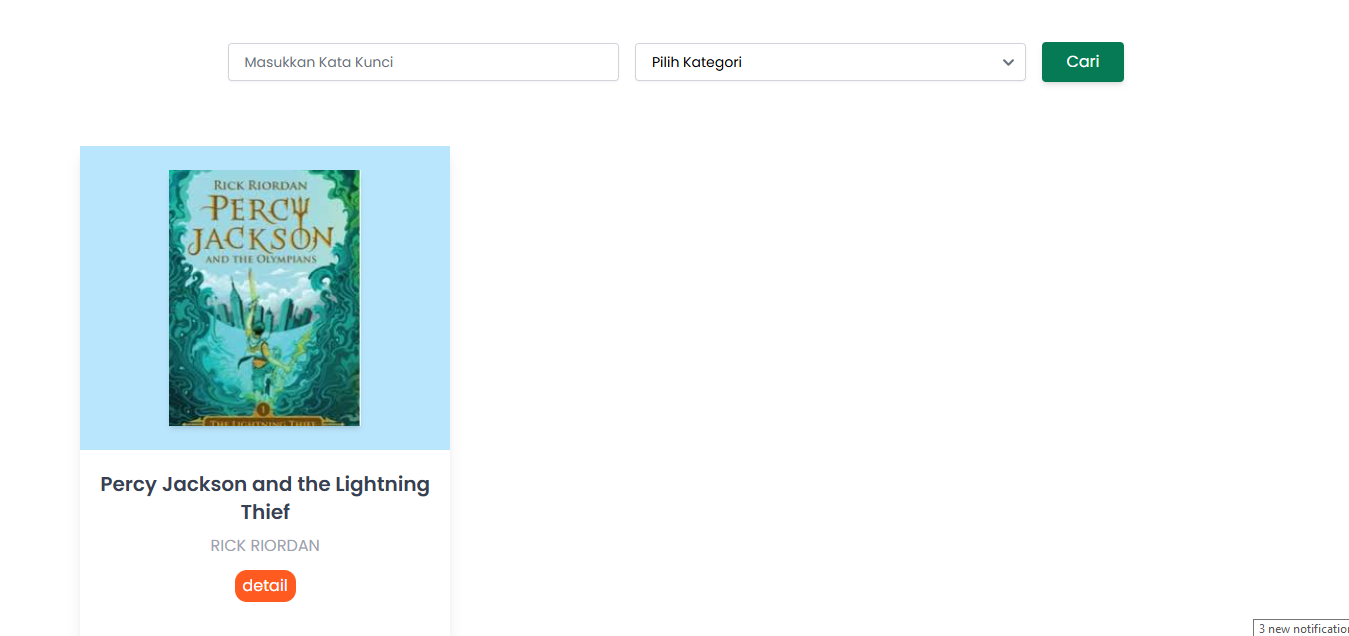 Masukkan Kata Kunci
Pilih Kategori
Cari
RICK RIORDAN
PERCY
JACKSON
AND THE OLYMPIANS
1
THE LIGHTNING THIEF
Percy Jackson and the Lightning
Thief
RICK RIORDAN
detail
3 new notificatio